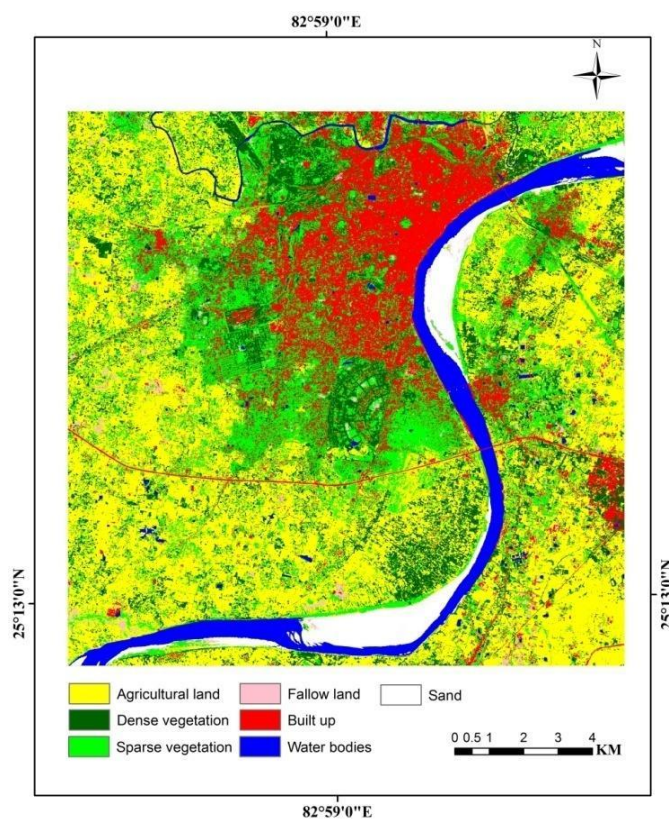 82°59'0"E
N
25°13'0"N
25°13'0"N
Agricultural land
Fallow land
Sand
Dense vegetation
Built up
Sparse vegetation
Water bodies
0 0.5 1 2 3 4
KM
82°59'0"E